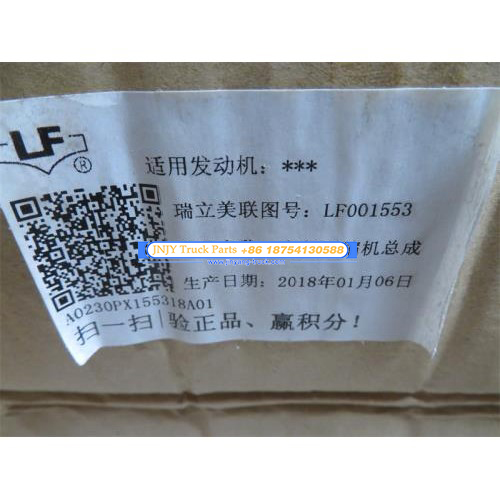 LF
®
适用发动机：***
瑞立美联图号：LF001553
JNJY Truck Parts +86 18754130588
机总成
生产日期：2018年01月06日
A0230PX155318A01
扫一扫 验正品、赢积分！